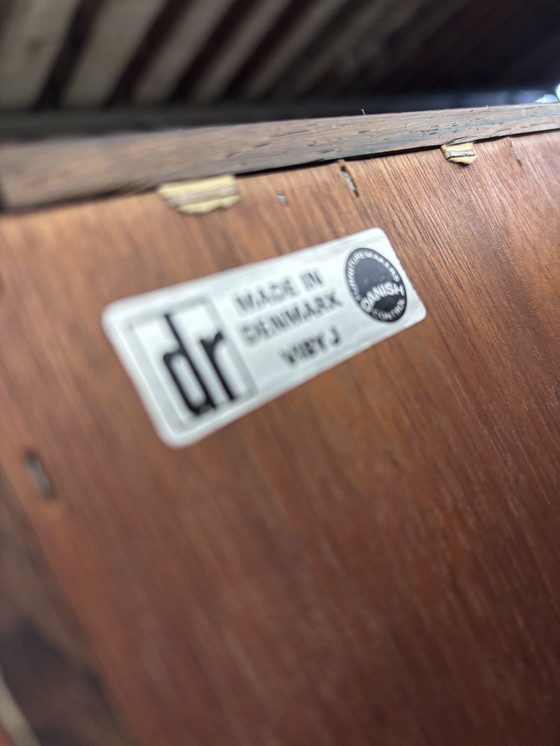 dr
MADE IN
DENMARK
VIBY J
FURNITUREMAKERS
DANISH
CONTROL